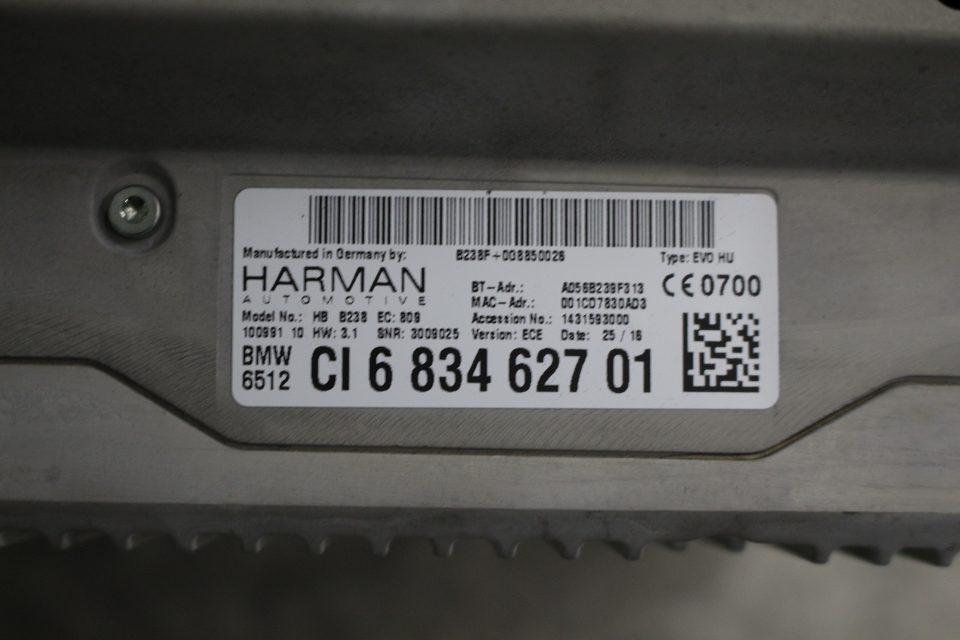 Manufactured in Germany by:
B238F+008850026
Type: EVO HU
HARMAN
AUTOMOTIVE
BT-Adr.: A056B239F313
MAC-Adr.: 001CD7830AD3
CE 0700
Model No.: HB B238 EC: 809
Accession No.: 1431593000
100991 10 HW: 3.1 SNR: 3009025 Version: ECE Date: 25 / 16
BMW
6512
CI 6 834 627 01